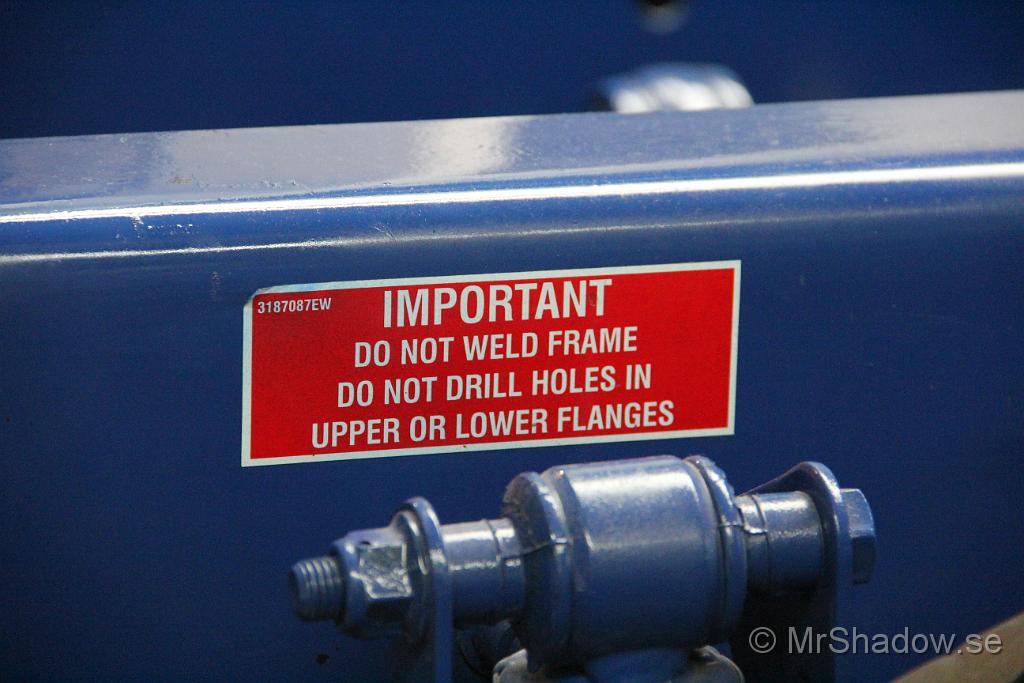 3187087EW
IMPORTANT
DO NOT WELD FRAME
DO NOT DRILL HOLES IN
UPPER OR LOWER FLANGES
© MrShadow.se